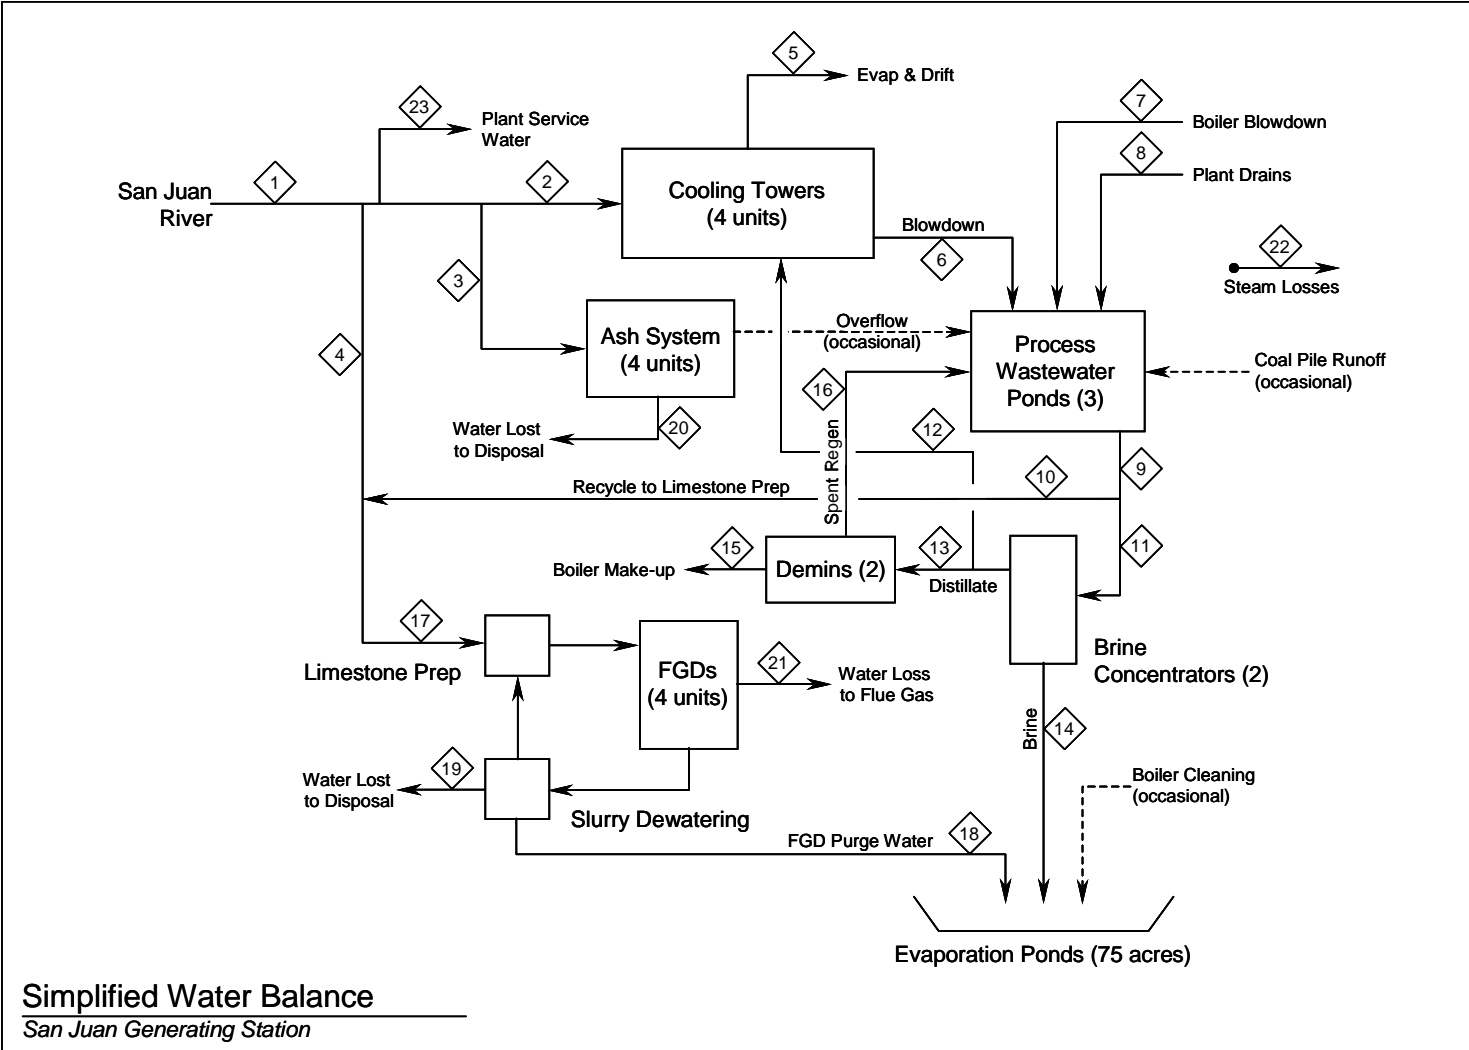 5
Evap & Drift
23
Plant Service
Water
7
Boiler Blowdown
8
Plant Drains
1
2
San Juan
River
Cooling Towers
(4 units)
Blowdown
6
22
Steam Losses
3
Ash System
(4 units)
Overflow
(occasional)
Process
Wastewater
Ponds (3)
4
Coal Pile Runoff
(occasional)
16
20
Water Lost
to Disposal
12
Spent Regen
9
10
Recycle to Limestone Prep
11
15
13
Boiler Make-up
Demins (2)
Distillate
17
Limestone Prep
FGDs
(4 units)
21
Water Loss
to Flue Gas
Brine
Concentrators (2)
Brine
14
19
Water Lost
to Disposal
Boiler Cleaning
(occasional)
Slurry Dewatering
FGD Purge Water
18
Evaporation Ponds (75 acres)
Simplified Water Balance
San Juan Generating Station